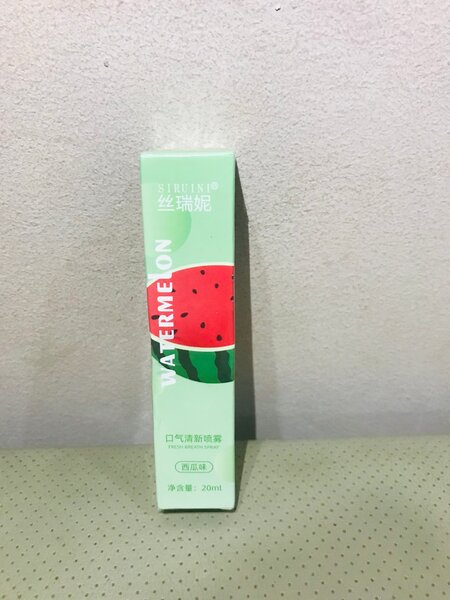 SIRUINI®
丝瑞妮
WATERMELON
口气清新喷雾
FRESH BREATH SPRAY
西瓜味
净含量：20ml